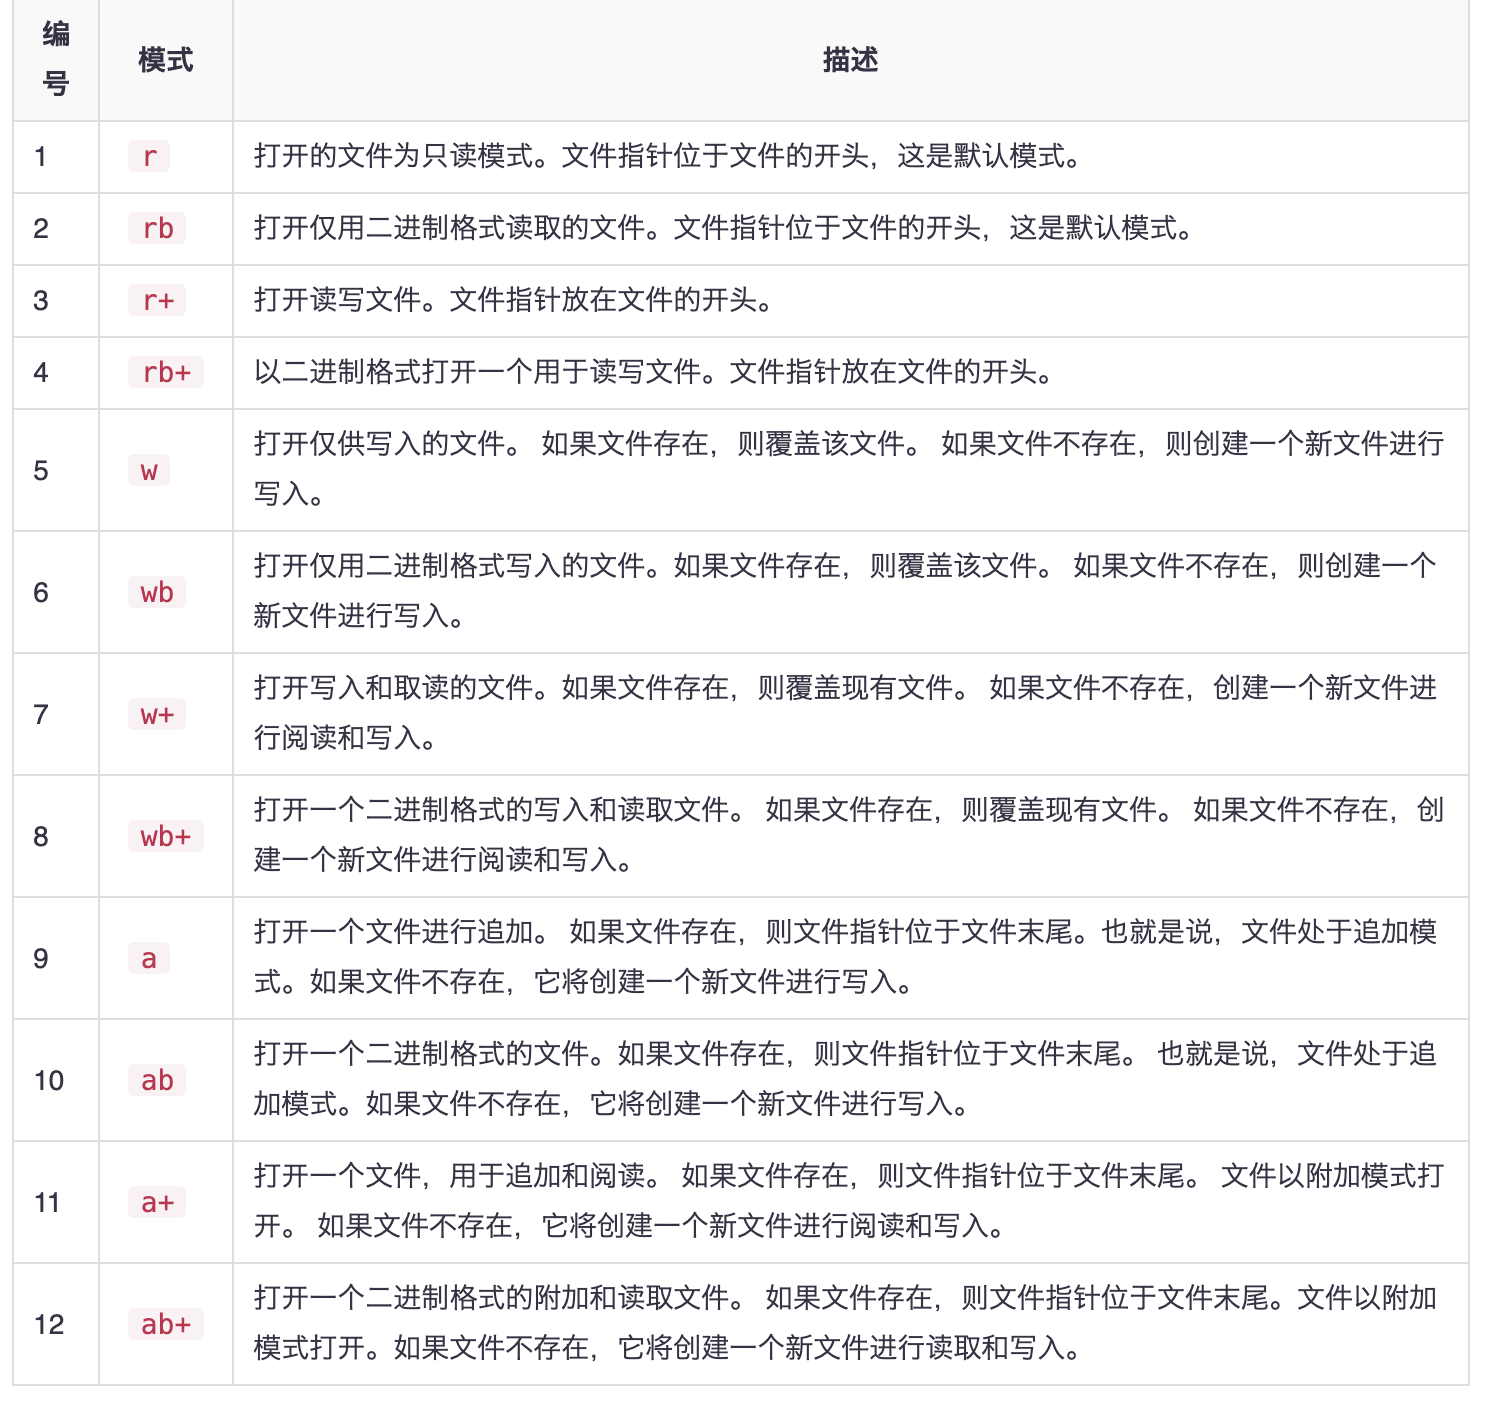 编
号
模式
描述
1
r
打开的文件为只读模式。文件指针位于文件的开头，这是默认模式。
2
rb
打开仅用二进制格式读取的文件。文件指针位于文件的开头，这是默认模式。
3
r+
打开读写文件。文件指针放在文件的开头。
4
rb+
以二进制格式打开一个用于读写文件。文件指针放在文件的开头。
5
w
打开仅供写入的文件。 如果文件存在，则覆盖该文件。 如果文件不存在，则创建一个新文件进行
写入。
6
wb
打开仅用二进制格式写入的文件。如果文件存在，则覆盖该文件。 如果文件不存在，则创建一个
新文件进行写入。
7
w+
打开写入和取读的文件。如果文件存在，则覆盖现有文件。 如果文件不存在，创建一个新文件进
行阅读和写入。
8
wb+
打开一个二进制格式的写入和读取文件。 如果文件存在，则覆盖现有文件。 如果文件不存在，创
建一个新文件进行阅读和写入。
9
a
打开一个文件进行追加。 如果文件存在，则文件指针位于文件末尾。也就是说，文件处于追加模
式。如果文件不存在，它将创建一个新文件进行写入。
10
ab
打开一个二进制格式的文件。如果文件存在，则文件指针位于文件末尾。 也就是说，文件处于追
加模式。如果文件不存在，它将创建一个新文件进行写入。
11
a+
打开一个文件，用于追加和阅读。 如果文件存在，则文件指针位于文件末尾。 文件以附加模式打
开。 如果文件不存在，它将创建一个新文件进行阅读和写入。
12
ab+
打开一个二进制格式的附加和读取文件。 如果文件存在，则文件指针位于文件末尾。文件以附加
模式打开。如果文件不存在，它将创建一个新文件进行读取和写入。